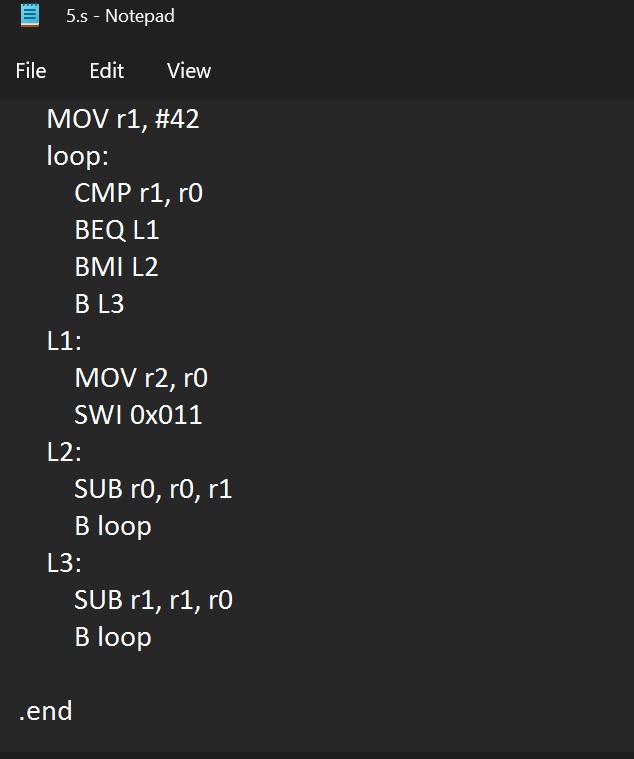 5.s - Notepad
File Edit View
MOV r1, #42
loop:
CMP r1, r0
BEQ L1
BMI L2
B L3
L1:
MOV r2, r0
SWI 0x011
L2:
SUB r0, r0, r1
B loop
L3:
SUB r1, r1, r0
B loop
.end